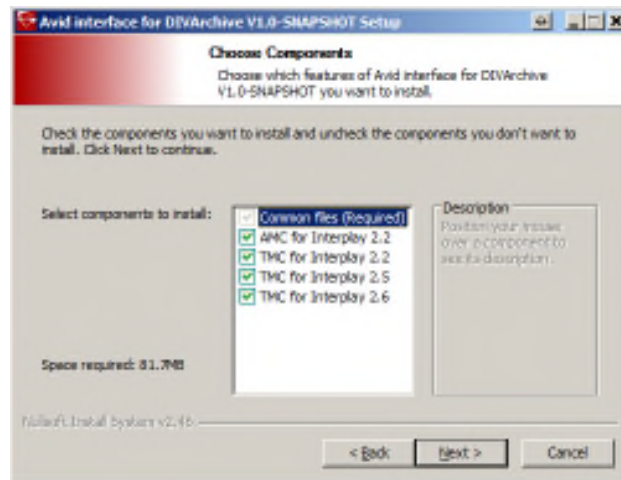 Avid interface for DIVArchive V1.0-SNAPSHOT Setup
Choose Components
Choose which features of Avid interface for DIVArchive
V1.0-SNAPSHOT you want to install.
Check the components you want to install and uncheck the components you don't want to
install. Click Next to continue.
Select components to install:
Common files (Required)
AMC for Interplay 2.2
TMC for Interplay 2.2
TMC for Interplay 2.5
TMC for Interplay 2.6
Description
Position your mouse
over a component to
see its description.
Space required: 81.7MB
Nullsoft Install System v2.46
< Back
Next >
Cancel